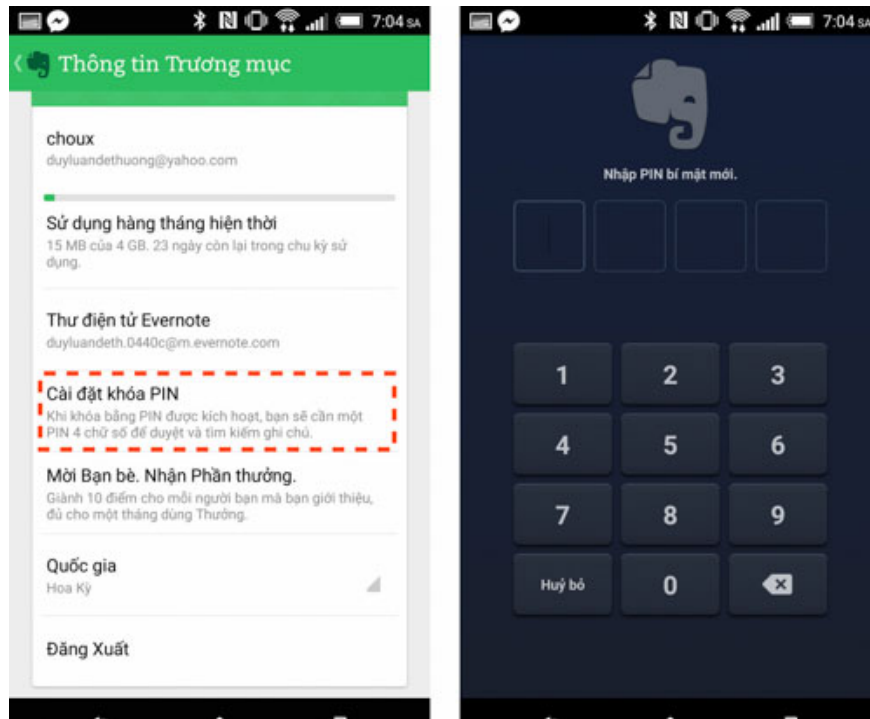 7:04 SA
Thông tin Trương mục
choux
duyluandethuong@yahoo.com
Sử dụng hàng tháng hiện thời
15 MB của 4 GB. 23 ngày còn lại trong chu kỳ sử
dụng.
Thư điện tử Evernote
duyluandeth.0440c@m.evernote.com
Cài đặt khóa PIN
Khi khóa bằng PIN được kích hoạt, bạn sẽ cần một
PIN 4 chữ số để duyệt và tìm kiếm ghi chú.
Mời Bạn bè. Nhận Phần thưởng.
Giành 10 điểm cho mỗi người bạn mà bạn giới thiệu,
đủ cho một tháng dùng Thưởng.
Quốc gia
Hoa Kỳ
Đăng Xuất
7:04 SA
Nhập PIN bí mật mới.
1 2 3
4 5 6
7 8 9
Huỷ bỏ 0